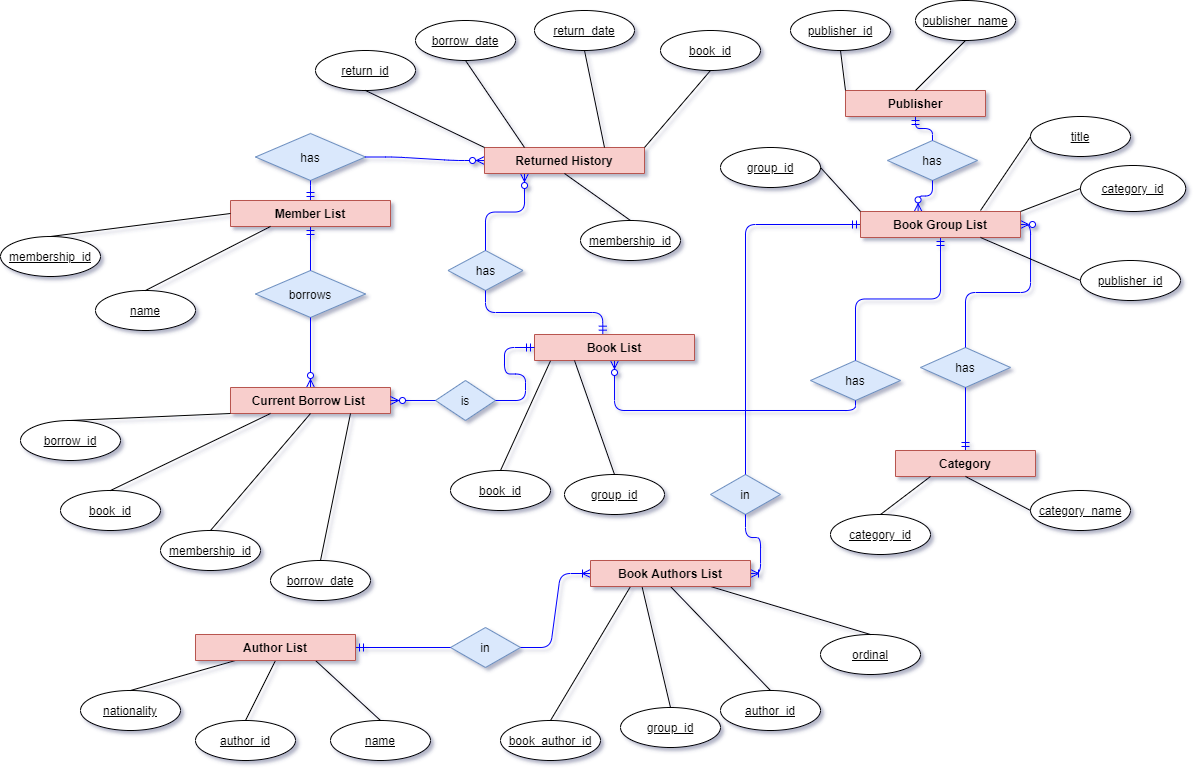 publisher_id
publisher_name
return_date
borrow_date
book_id
return_id
Publisher
title
has
has
Returned History
has
group_id
category_id
Member List
Book Group List
membership_id
membership_id
has
publisher_id
borrows
name
Book List
has
has
Current Borrow List
is
borrow_id
Category
book_id
group_id
in
book_id
category_name
category_id
membership_id
borrow_date
Book Authors List
Author List
in
ordinal
nationality
author_id
group_id
author_id
name
book_author_id